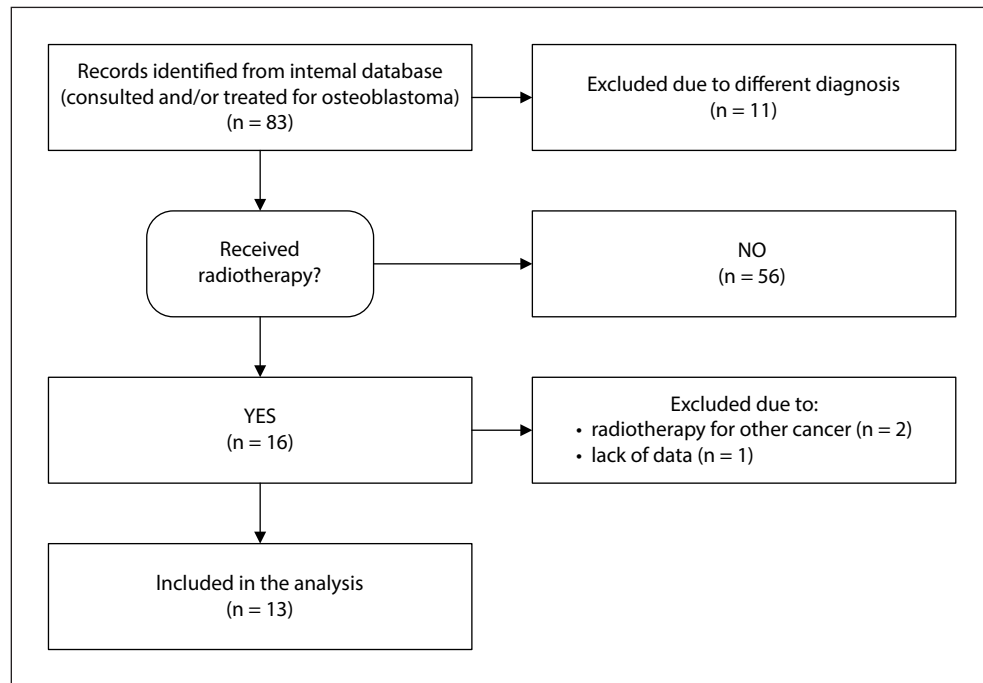 Records identified from intemal database
(consulted and/or treated for osteoblastoma)
(n = 83)
Excluded due to different diagnosis
(n = 11)
Received
radiotherapy?
NO
(n = 56)
YES
(n = 16)
Excluded due to:
• radiotherapy for other cancer (n = 2)
• lack of data (n = 1)
Included in the analysis
(n = 13)